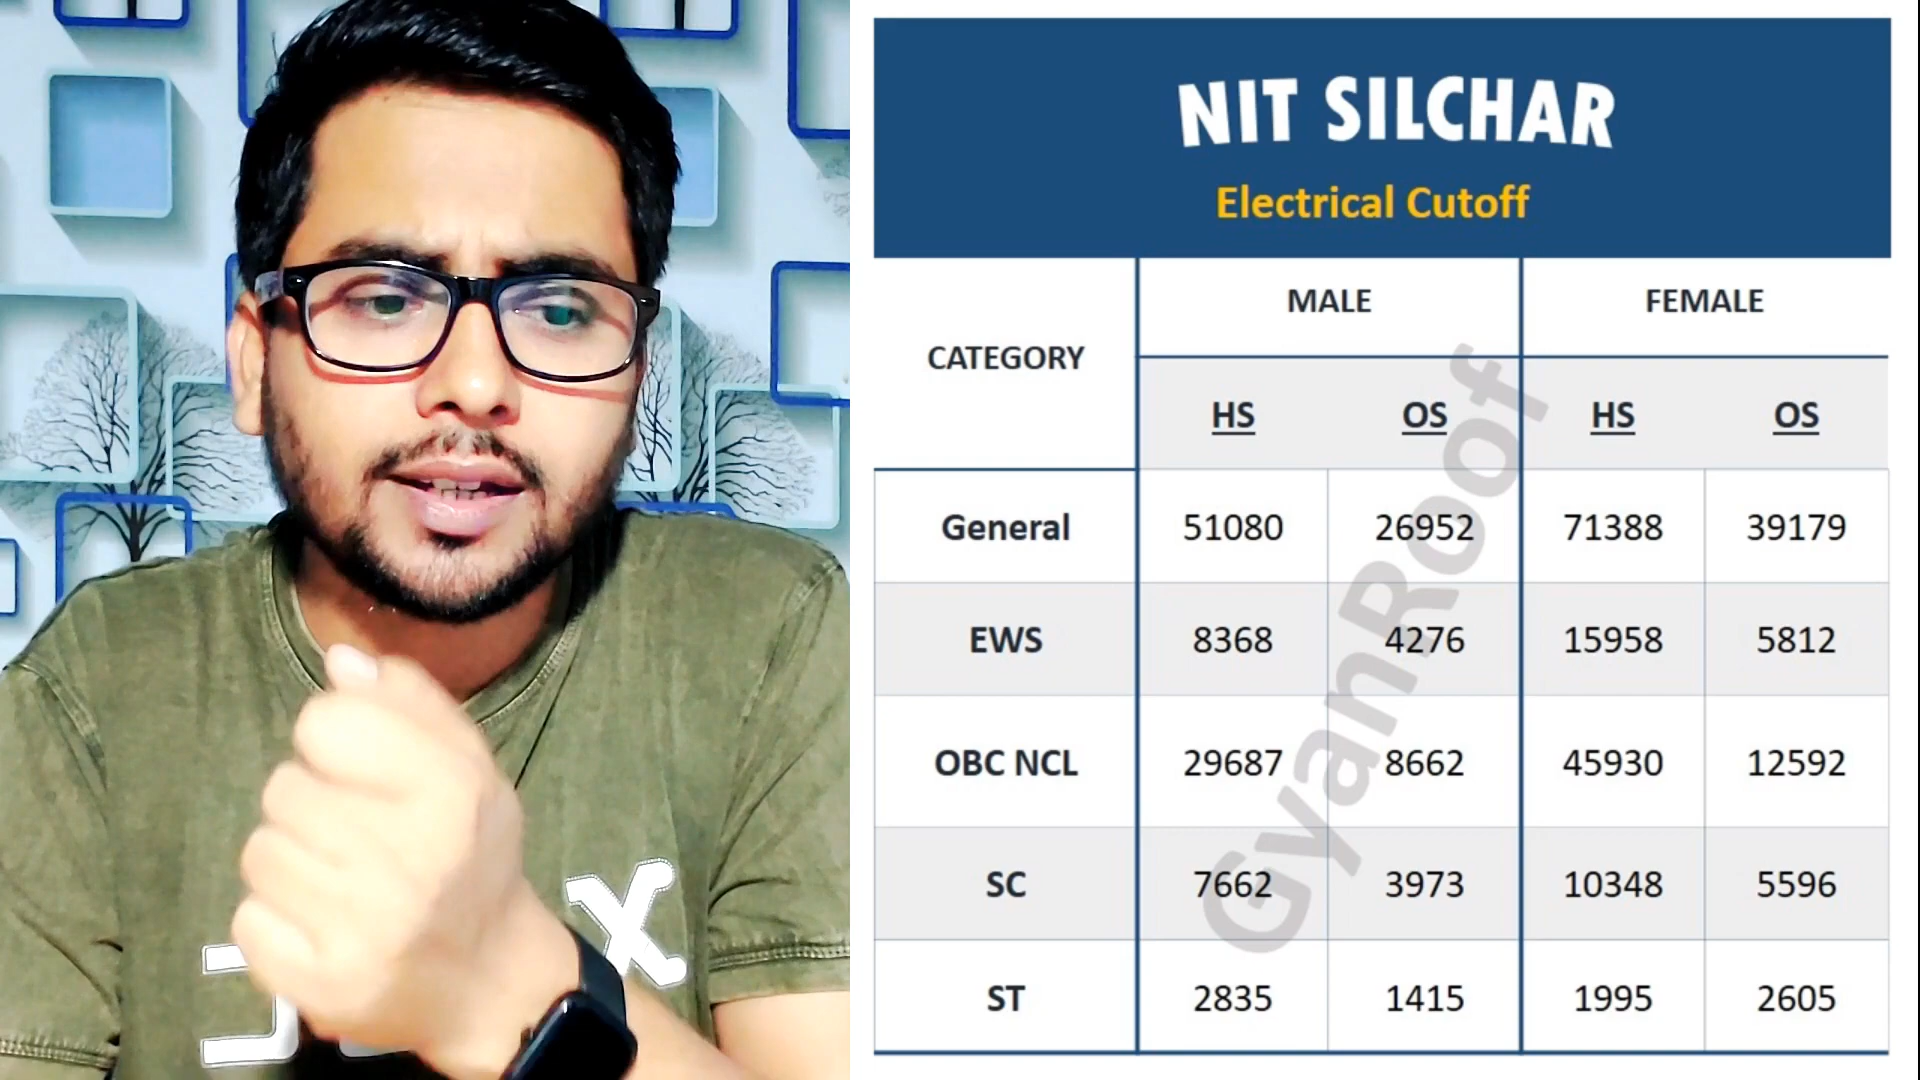 NIT SILCHAR
Electrical Cutoff
CATEGORY MALE FEMALE
HS OS HS OS
General 51080 26952 71388 39179
EWS 8368 4276 15958 5812
OBC NCL 29687 8662 45930 12592
SC 7662 3973 10348 5596
ST 2835 1415 1995 2605
GyanRoof